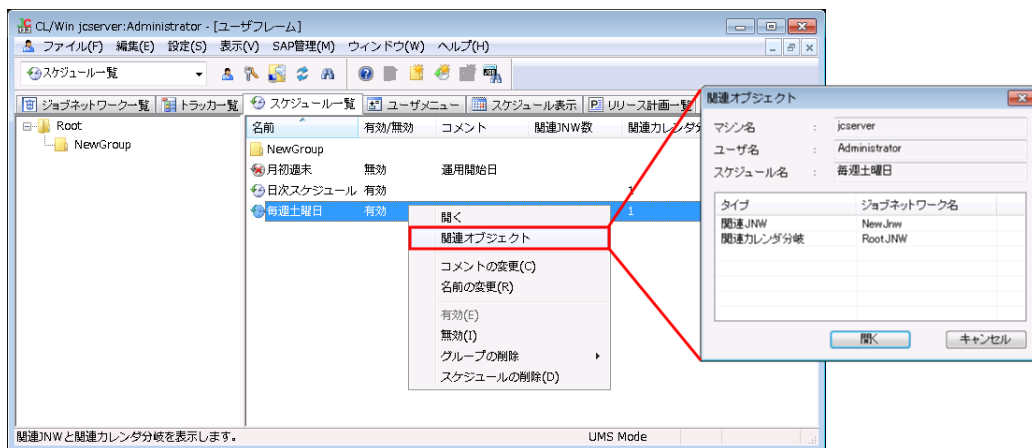 CL/Win jcserver:Administrator - [ユーザフレーム]
ファイル(F) 編集(E) 設定(S) 表示(V) SAP管理(M) ウィンドウ(W) ヘルプ(H)
スケジュール一覧
ジョブネットワーク一覧 トラッカ一覧 スケジュール一覧 ユーザメニュー スケジュール表示 リリース計画一覧
Root
NewGroup
名前 有効/無効 コメント 関連JNW数 関連カレンダ分
NewGroup
月初週末 無効 運用開始日
日次スケジュール 有効 1
毎週土曜日 有効 1
開く
関連オブジェクト
コメントの変更(C)
名前の変更(R)
有効(E)
無効(I)
グループの削除
スケジュールの削除(D)
関連JNWと関連カレンダ分岐を表示します。
UMS Mode
関連オブジェクト
マシン名 : jcserver
ユーザ名 : Administrator
スケジュール名 : 毎週土曜日
タイプ ジョブネットワーク名
関連JNW NewJnw
関連カレンダ分岐 RootJNW
開く キャンセル